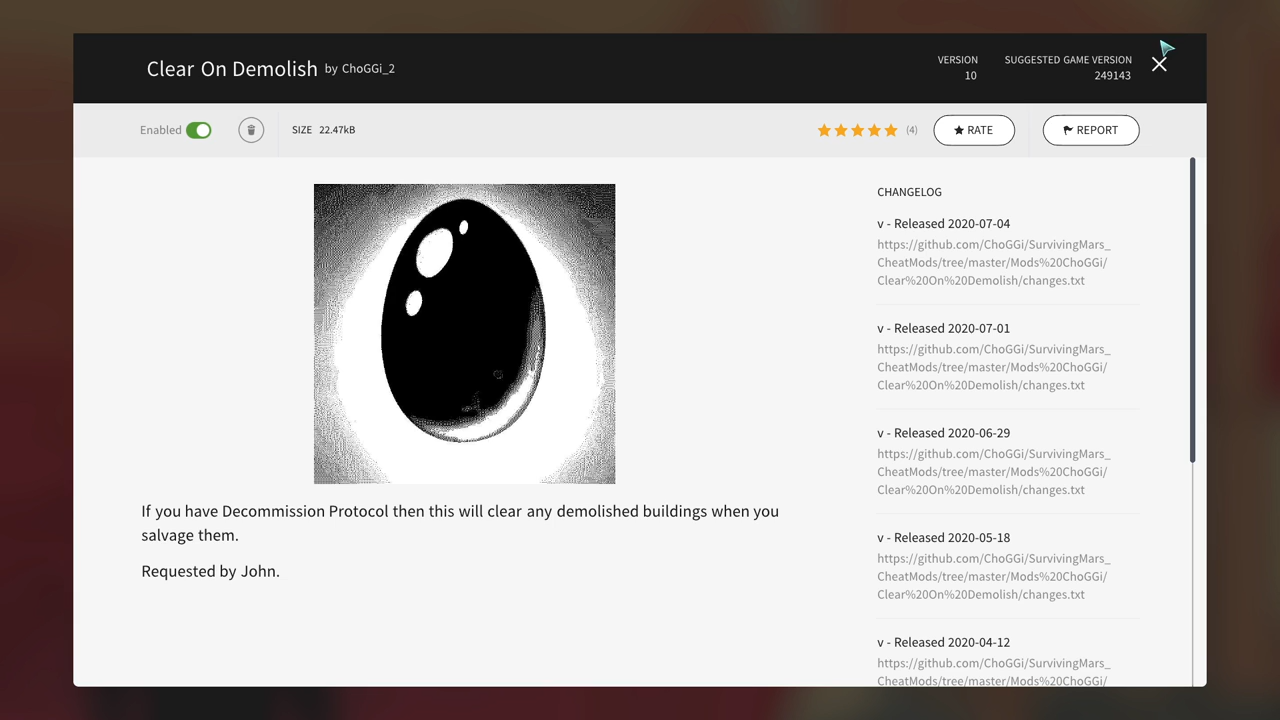 Clear On Demolish by ChoGGi_2
VERSION
10
SUGGESTED GAME VERSION
249143
Enabled
SIZE 22.47kB
(4)
RATE
REPORT
If you have Decommission Protocol then this will clear any demolished buildings when you
salvage them.
Requested by John.
CHANGELOG
v - Released 2020-07-04
https://github.com/ChoGGi/SurvivingMars_
CheatMods/tree/master/Mods%20ChoGGi/
Clear%20On%20Demolish/changes.txt
v - Released 2020-07-01
https://github.com/ChoGGi/SurvivingMars_
CheatMods/tree/master/Mods%20ChoGGi/
Clear%20On%20Demolish/changes.txt
v - Released 2020-06-29
https://github.com/ChoGGi/SurvivingMars_
CheatMods/tree/master/Mods%20ChoGGi/
Clear%20On%20Demolish/changes.txt
v - Released 2020-05-18
https://github.com/ChoGGi/SurvivingMars_
CheatMods/tree/master/Mods%20ChoGGi/
Clear%20On%20Demolish/changes.txt
v - Released 2020-04-12
https://github.com/ChoGGi/SurvivingMars_
CheatMods/tree/master/Mods%20ChoGGi/